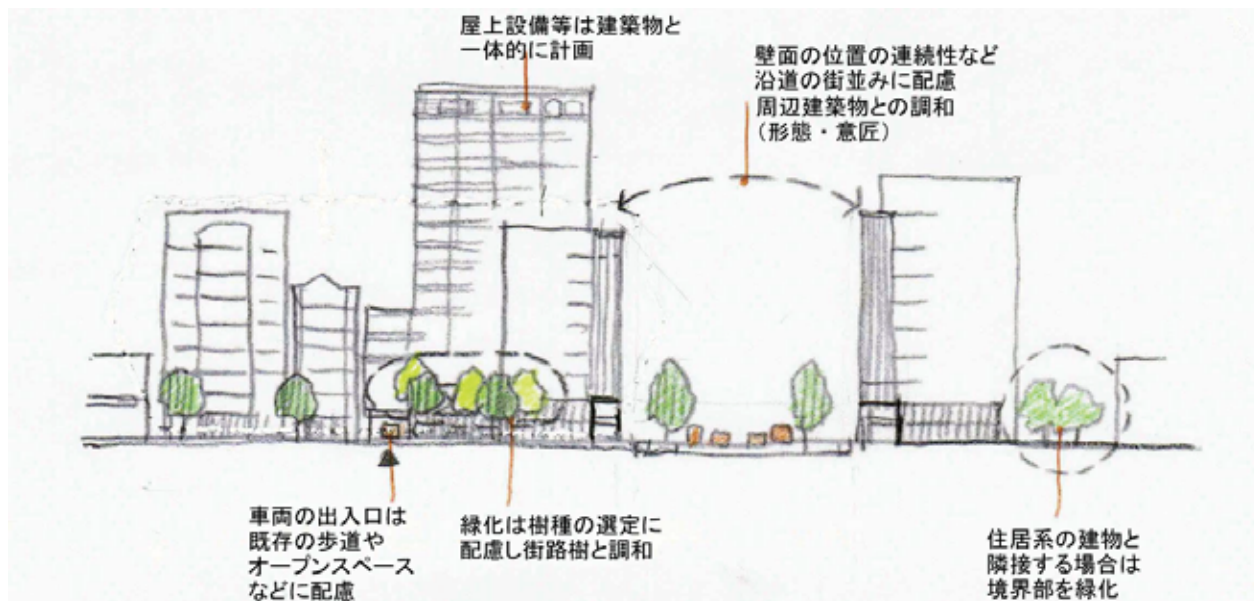 屋上設備等は建築物と
一体的に計画
壁面の位置の連続性など
沿道の街並みに配慮
周辺建築物との調和
（形態・意匠）
車両の出入口は
既存の歩道や
オープンスペース
などに配慮
緑化は樹種の選定に
配慮し街路樹と調和
住居系の建物と
隣接する場合は
境界部を緑化